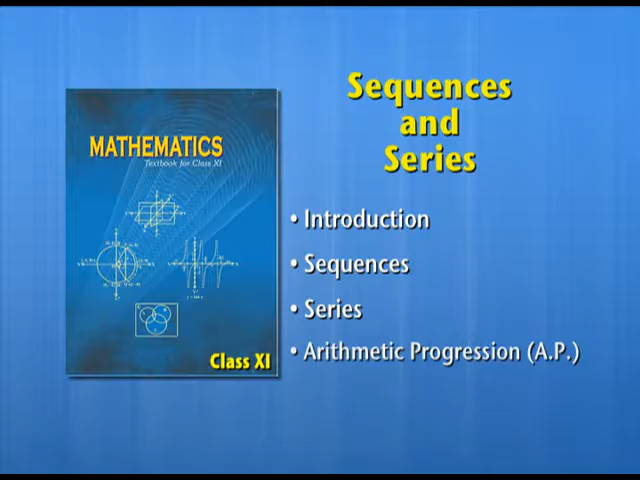 Sequences
and
Series
MATHEMATICS
Textbook for Class XI
Class XI
• Introduction
• Sequences
• Series
• Arithmetic Progression (A.P.)